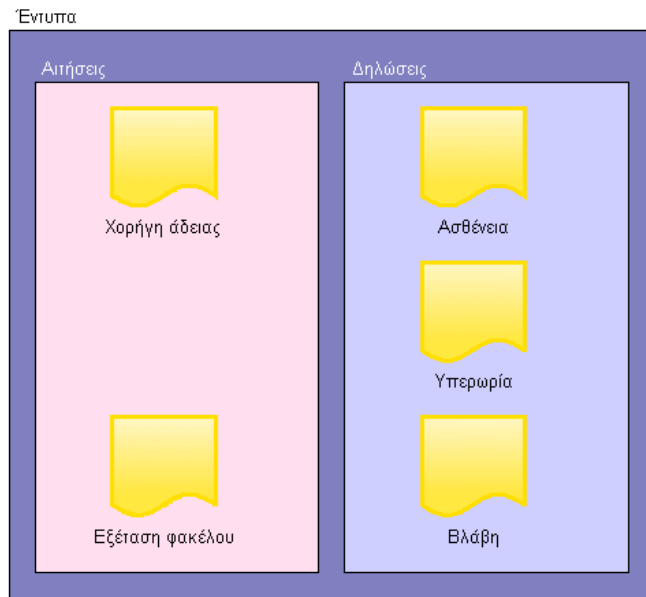 Έντυπα
Αιτήσεις
Χορήγη άδειας
Εξέταση φακέλου
Δηλώσεις
Ασθένεια
Υπερωρία
Βλάβη